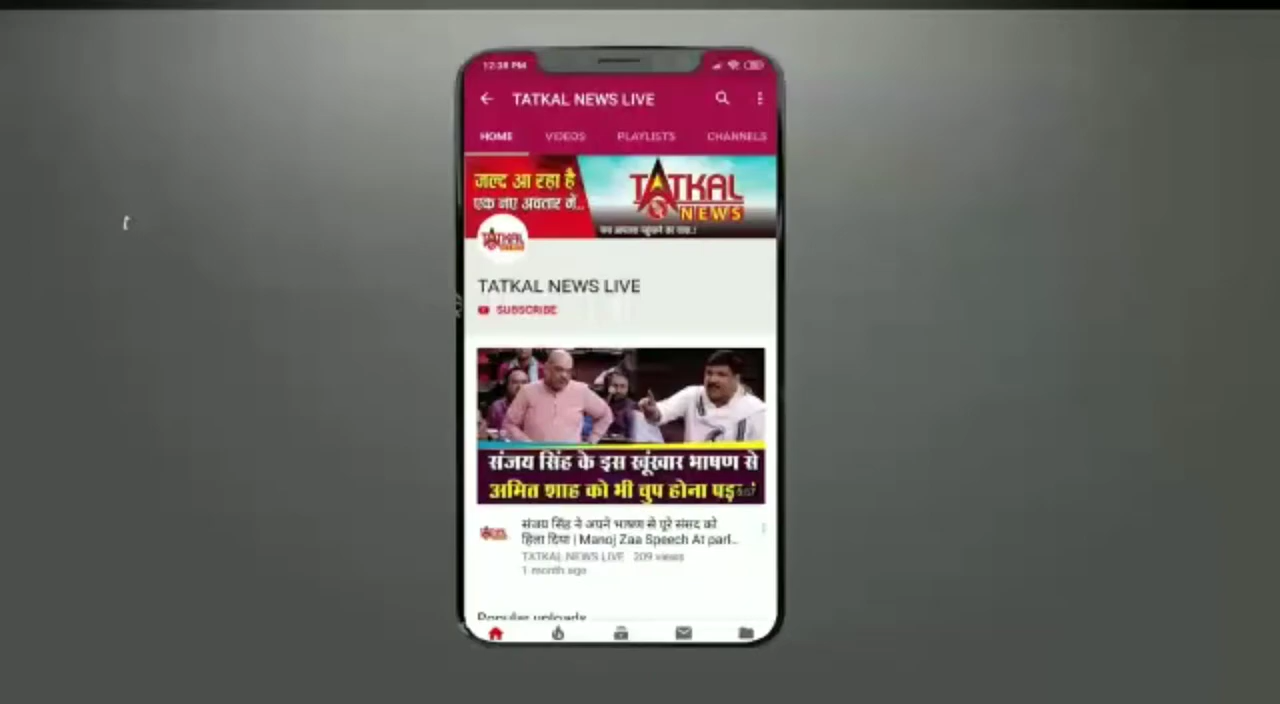 t
12:38 PM
TATKAL NEWS LIVE
HOME VIDEOS PLAYLISTS CHANNELS
जल्द आ रहा है
एक नए अवतार में..
TATKAL
NEWS
TATKAL
TATKAL NEWS LIVE
SUBSCRIBE
संजय सिंह के इस खूंखार भाषण से
अमित शाह को भी चुप होना पड़
संजय सिंह ने अपने भाषण से पूरे संसद को
हिला दिया | Manoj Zaa Speech At parl...
TATKAL NEWS LIVE 209 views
1 month ago
Popular uploads